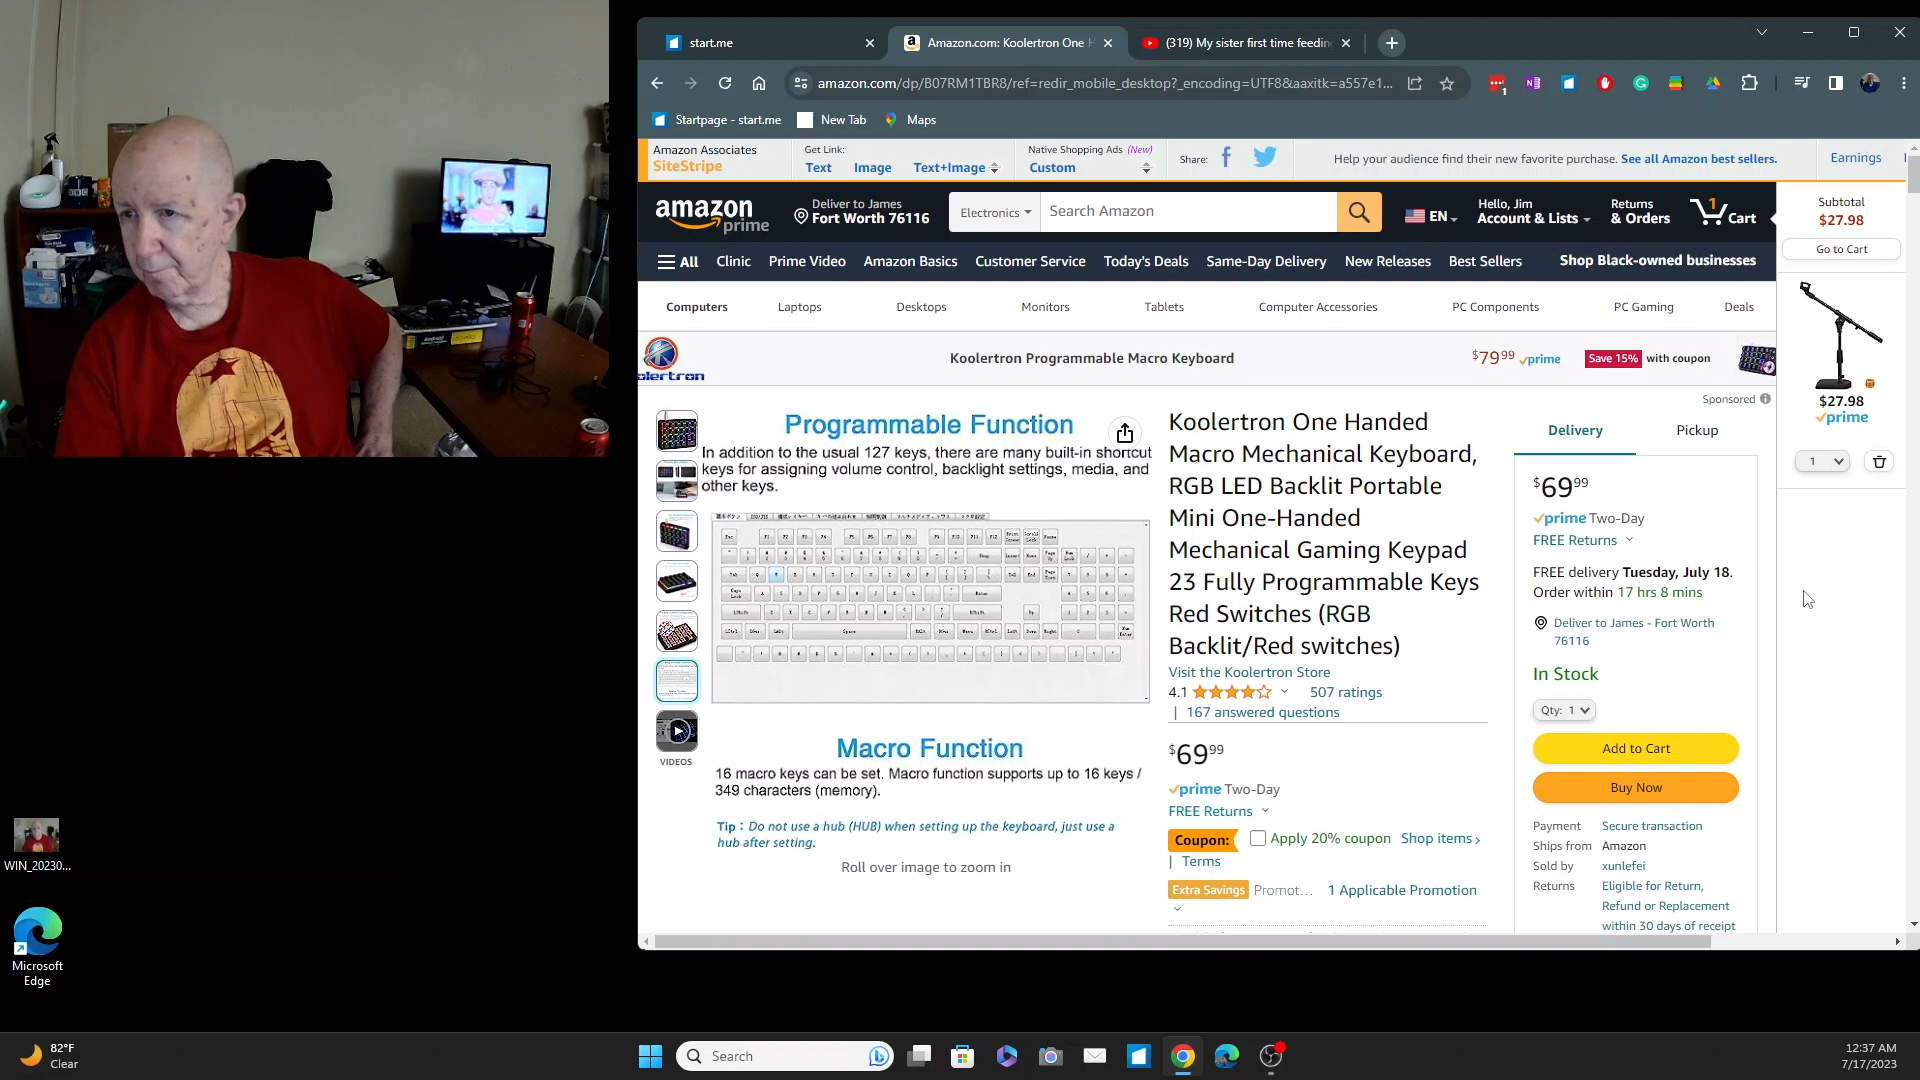 start.me
Amazon.com: Koolertron One H
(319) My sister first time feedin
amazon.com/dp/B07RM1TBR8/ref=redir_mobile_desktop?_encoding=UTF8&aaxitk=a557e1...
1
Startpage - start.me
New Tab
Maps
Amazon Associates
SiteStripe
Get Link:
Text
Image
Text+Image
Native Shopping Ads (New)
Custom
Share:
Help your audience find their new favorite purchase. See all Amazon best sellers.
Earnings
amazon
prime
Deliver to James
Fort Worth 76116
Electronics
Search Amazon
EN
Hello, Jim
Account & Lists
Returns
& Orders
1
Cart
Subtotal
$27.98
Go to Cart
All
Clinic
Prime Video
Amazon Basics
Customer Service
Today's Deals
Same-Day Delivery
New Releases
Best Sellers
Shop Black-owned businesses
Computers
Laptops
Desktops
Monitors
Tablets
Computer Accessories
PC Components
PC Gaming
Deals
olertron
Koolertron Programmable Macro Keyboard
$79 99 prime
Save 15% with coupon
Sponsored
$27.98
prime
1
Programmable Function
In addition to the usual 127 keys, there are many built-in shortcut
keys for assigning volume control, backlight settings, media, and
other keys.
Macro Function
16 macro keys can be set. Macro function supports up to 16 keys /
349 characters (memory).
Tip : Do not use a hub (HUB) when setting up the keyboard, just use a
hub after setting.
Roll over image to zoom in
VIDEOS
Koolertron One Handed
Macro Mechanical Keyboard,
RGB LED Backlit Portable
Mini One-Handed
Mechanical Gaming Keypad
23 Fully Programmable Keys
Red Switches (RGB
Backlit/Red switches)
Visit the Koolertron Store
4.1
507 ratings
| 167 answered questions
$69 99
prime Two-Day
FREE Returns
Coupon: Apply 20% coupon Shop items ›
| Terms
Extra Savings Promot... 1 Applicable Promotion
Delivery
Pickup
$69 99
prime Two-Day
FREE Returns
FREE delivery Tuesday, July 18.
Order within 17 hrs 8 mins
Deliver to James - Fort Worth
76116
In Stock
Qty: 1
Add to Cart
Buy Now
Payment Secure transaction
Ships from Amazon
Sold by xunlefei
Returns Eligible for Return,
Refund or Replacement
within 30 days of receipt
WIN_20230...
Microsoft
Edge
82°F
Clear
Search
12:37 AM
7/17/2023